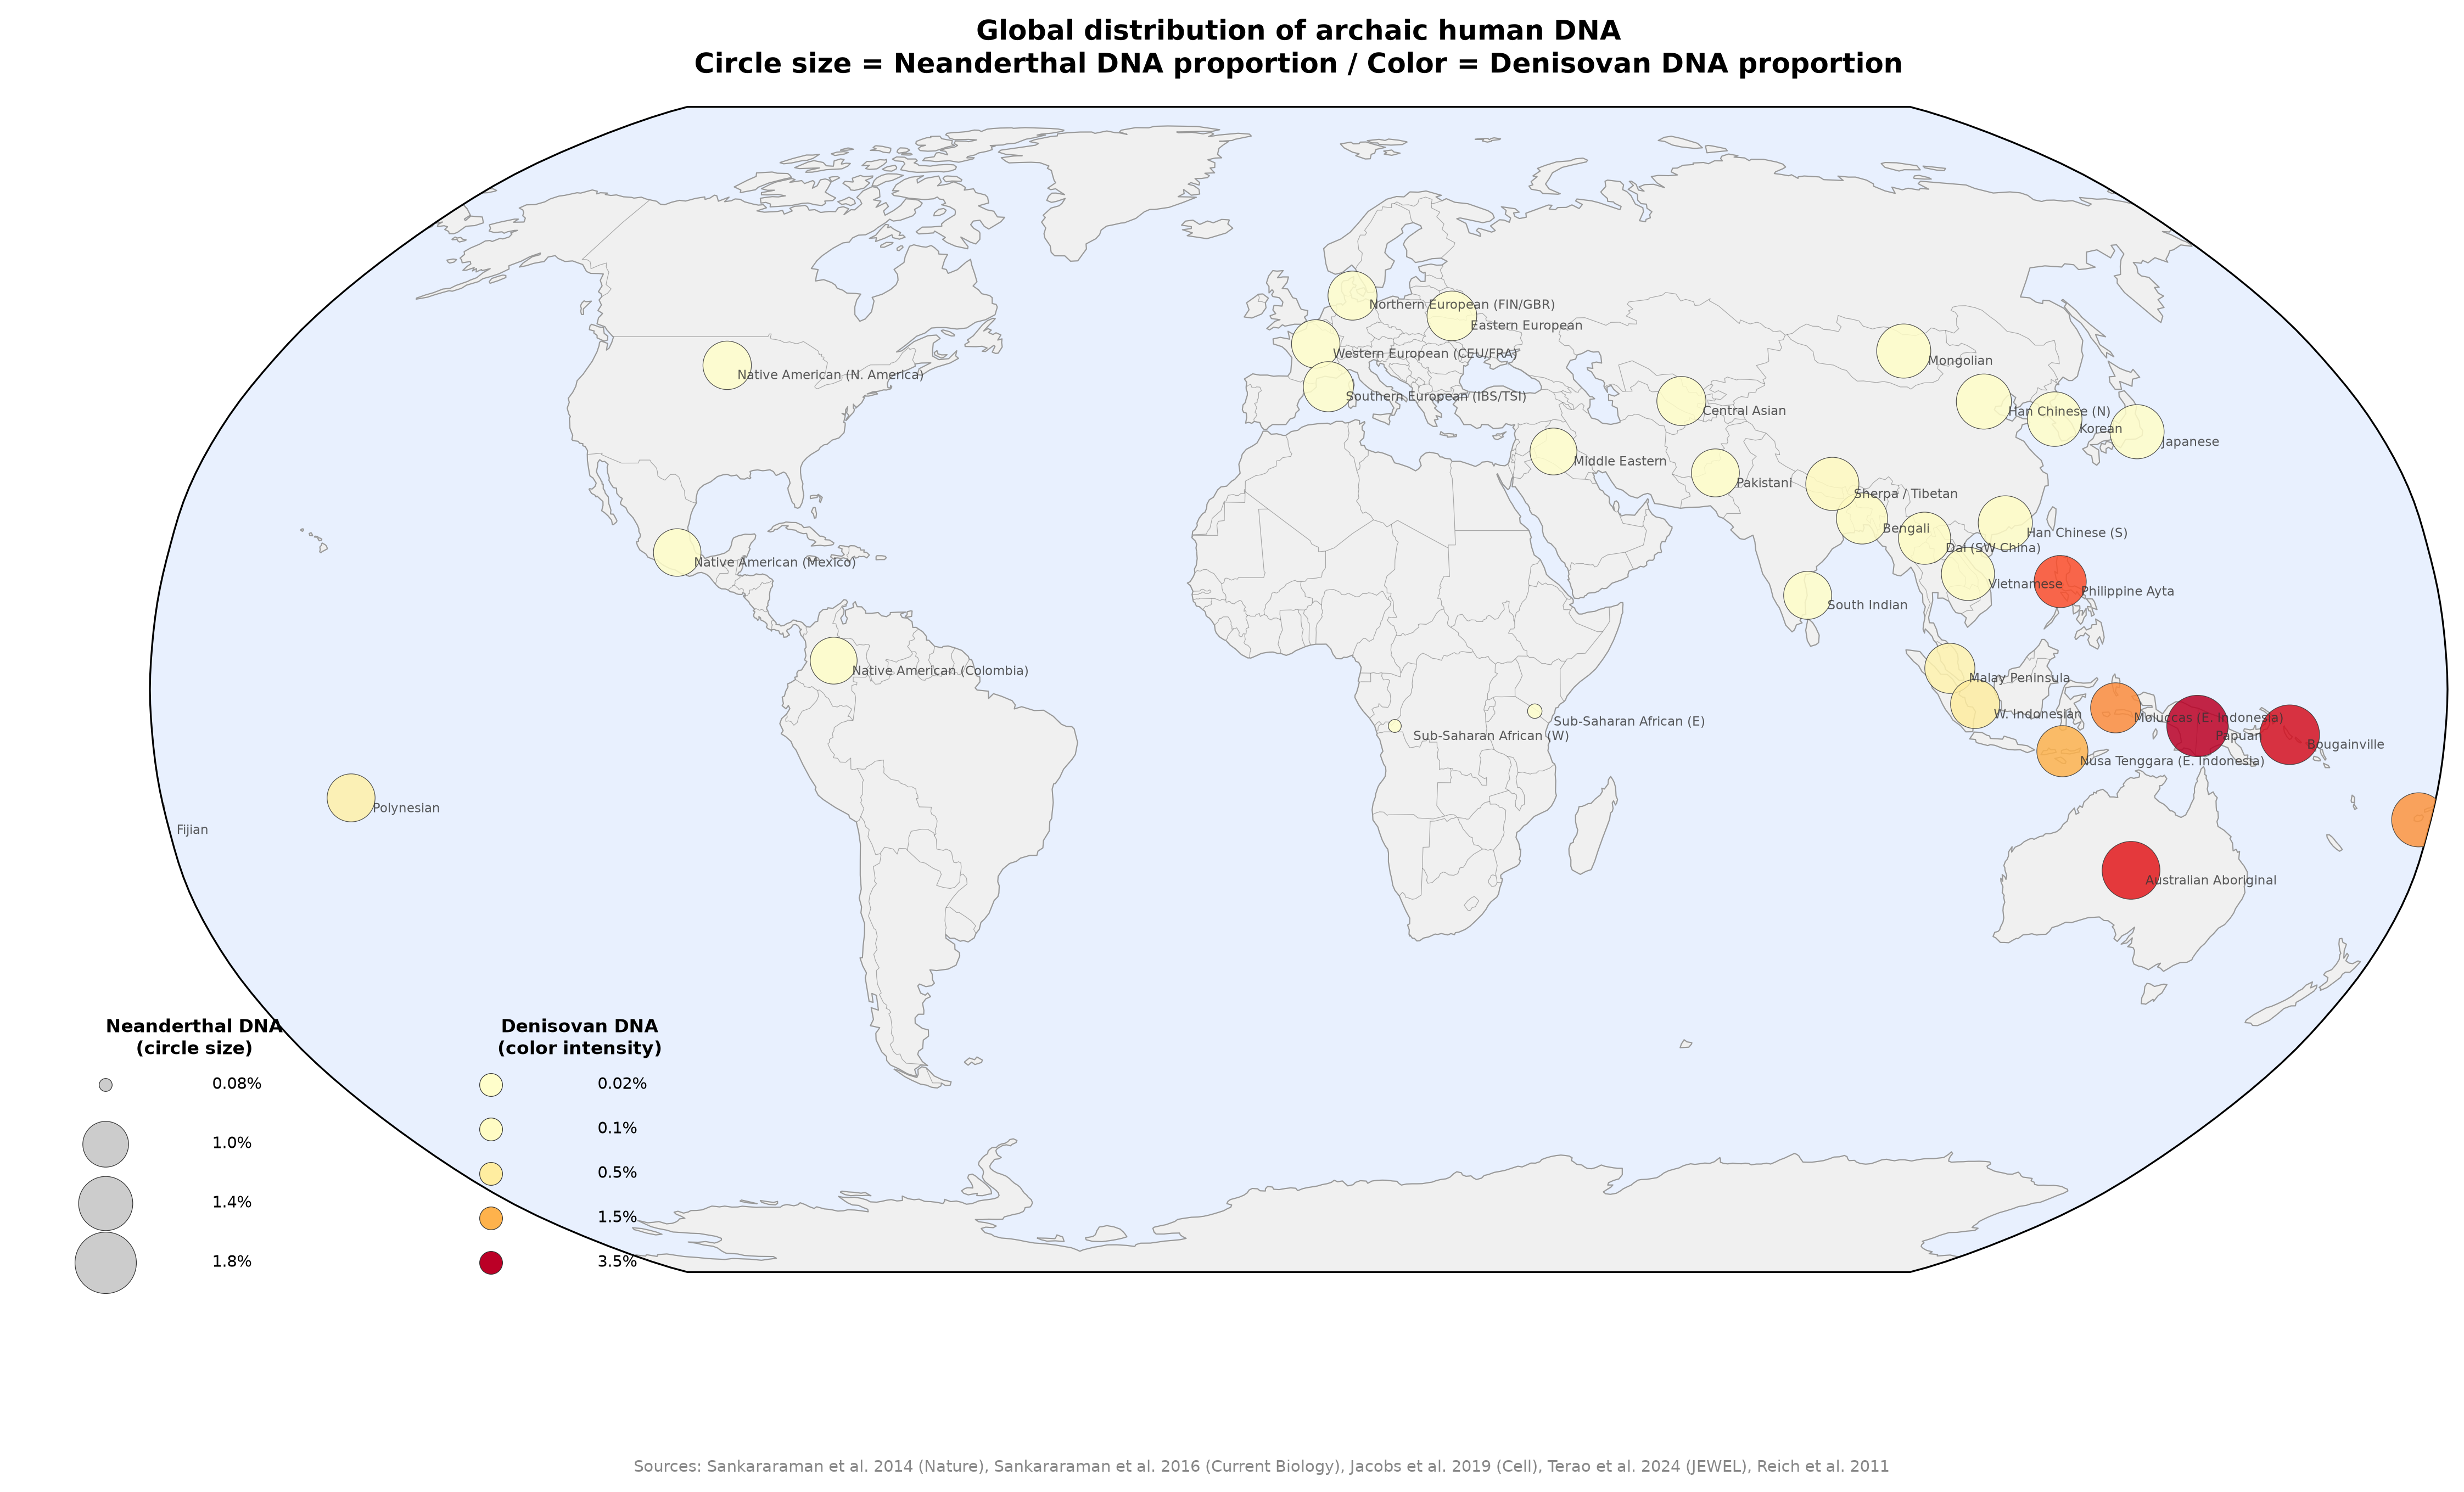 Global distribution of archaic human DNA
Circle size = Neanderthal DNA proportion / Color = Denisovan DNA proportion
Northern European (FIN/GBR)
Eastern European
Western European (CEU/FRA)
Mongolian
Native American (N. America)
Southern European (IBS/TSI)
Central Asian
Han Chinese (N)
Korean
Japanese
Middle Eastern
Pakistani
Sherpa / Tibetan
Bengali
Han Chinese (S)
Dai (SW China)
Native American (Mexico)
Vietnamese
Philippine Ayta
South Indian
Native American (Colombia)
Malay Peninsula
W. Indonesian
Moluccas (E. Indonesia)
Sub-Saharan African (E)
Sub-Saharan African (W)
Papuan
Bougainville
Nusa Tenggara (E. Indonesia)
Polynesian
Fijian
Australian Aboriginal
Neanderthal DNA
(circle size)
0.08%
1.0%
1.4%
1.8%
Denisovan DNA
(color intensity)
0.02%
0.1%
0.5%
1.5%
3.5%
Sources: Sankararaman et al. 2014 (Nature), Sankararaman et al. 2016 (Current Biology), Jacobs et al. 2019 (Cell), Terao et al. 2024 (JEWEL), Reich et al. 2011